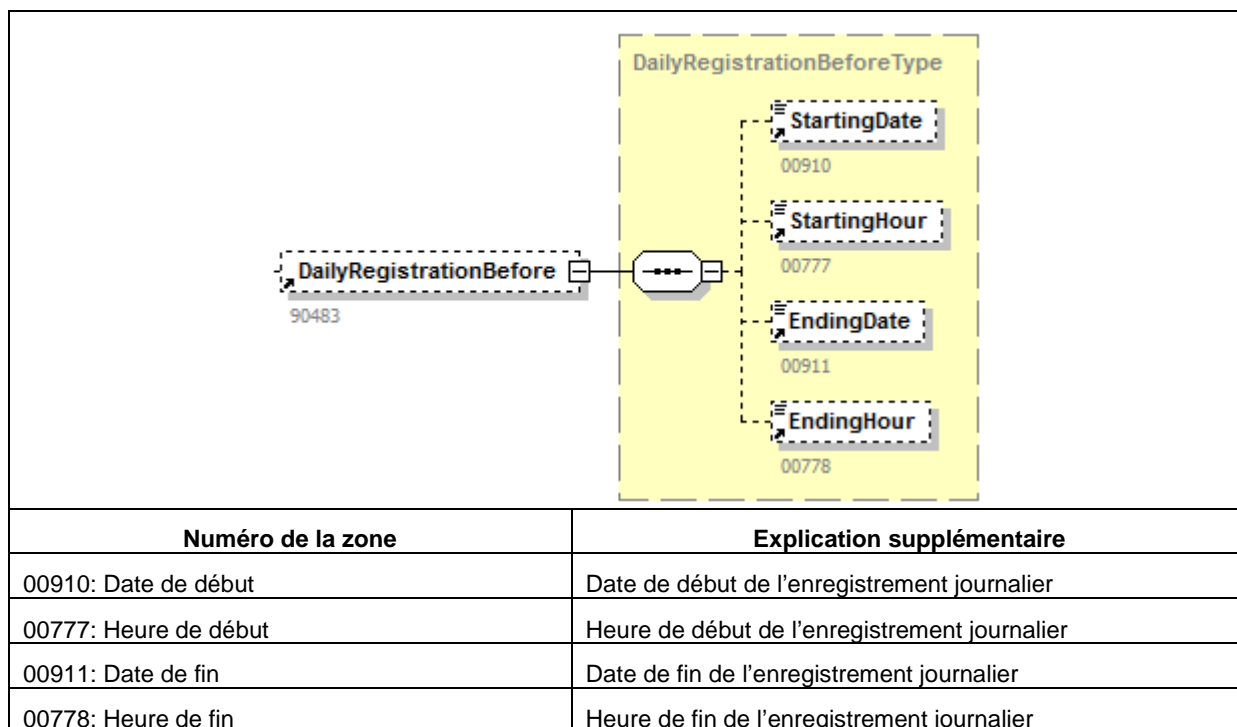 DailyRegistrationBeforeType
StartingDate
00910
StartingHour
00777
DailyRegistrationBefore
90483
EndingDate
00911
EndingHour
00778
Numéro de la zone Explication supplémentaire
00910: Date de début Date de début de l'enregistrement journalier
00777: Heure de début Heure de début de l'enregistrement journalier
00911: Date de fin Date de fin de l'enregistrement journalier
00778: Heure de fin Heure de fin de l'enregistrement journalier